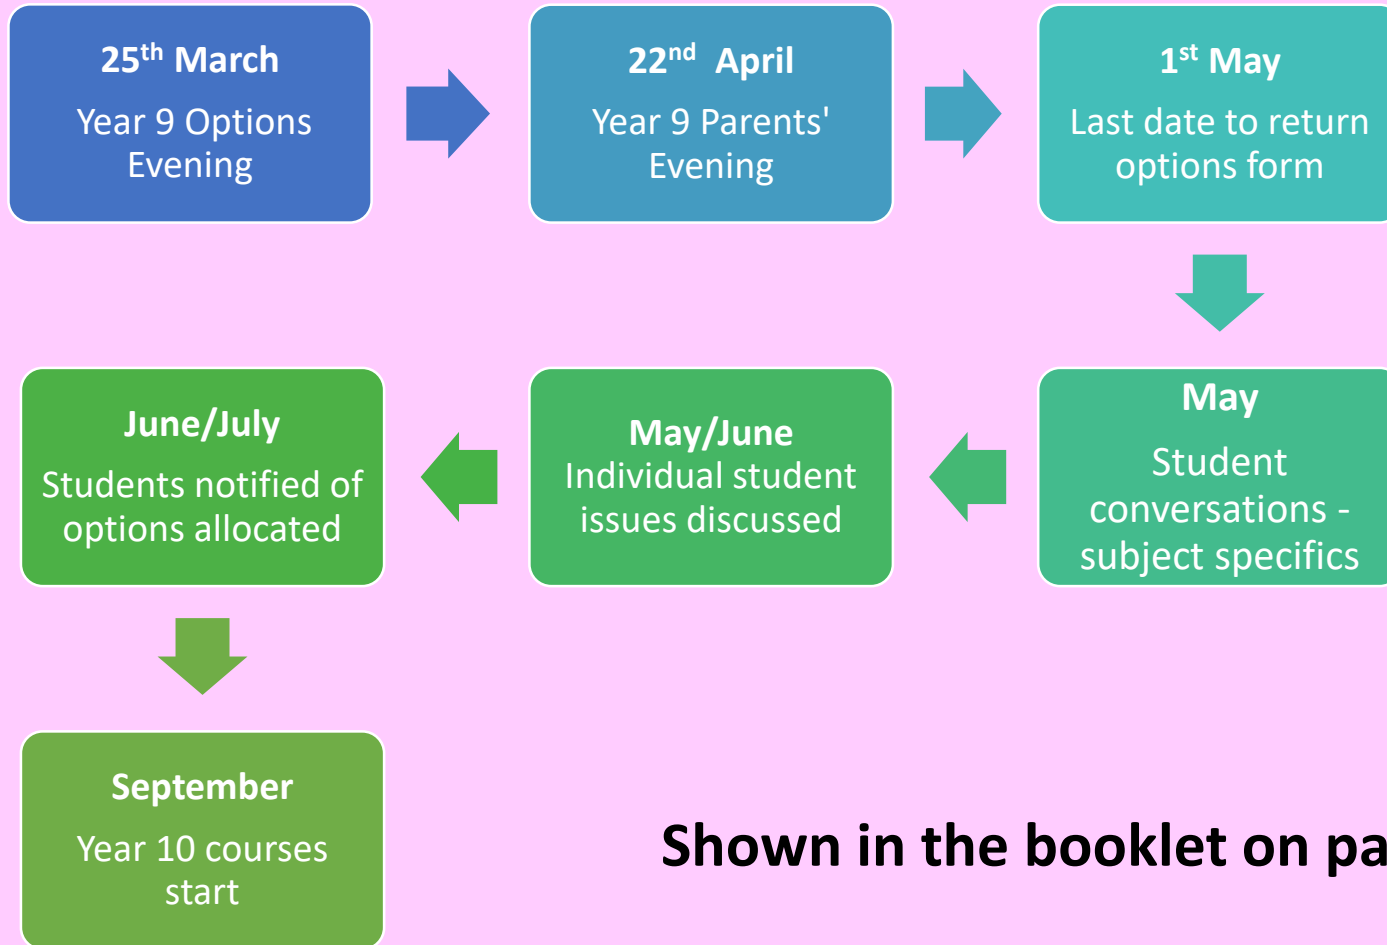 25th March
Year 9 Options
Evening
22nd April
Year 9 Parents'
Evening
1st May
Last date to return
options form
May
Student
conversations -
subject specifics
May/June
Individual student
issues discussed
June/July
Students notified of
options allocated
September
Year 10 courses
start
Shown in the booklet on